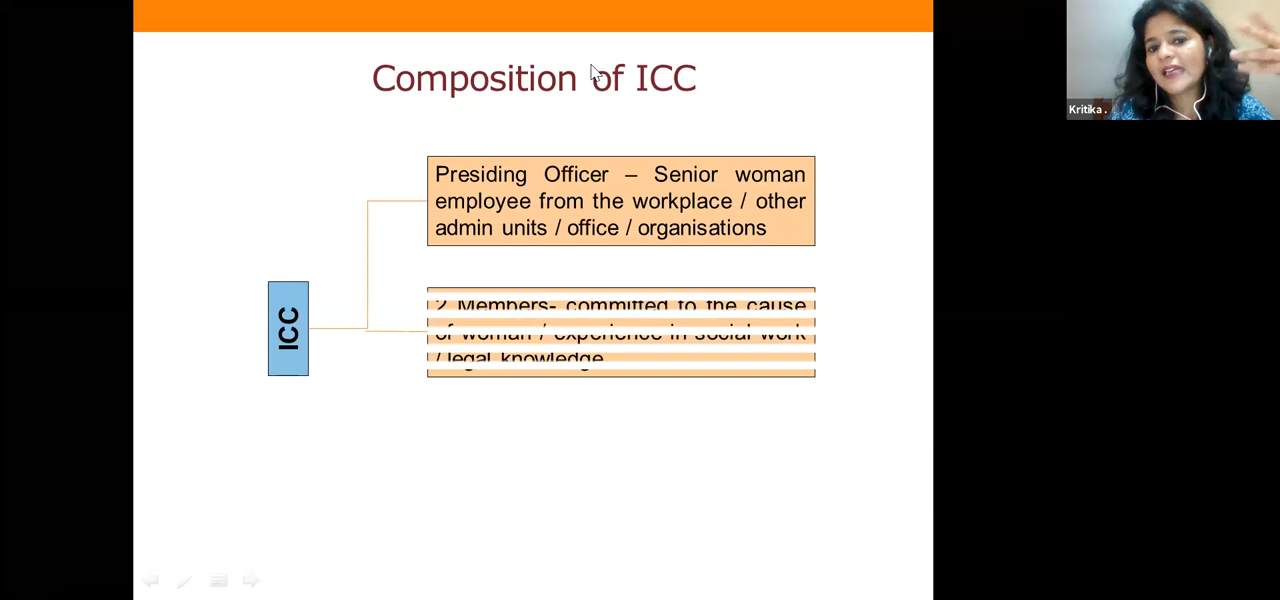 Composition of ICC
Kritika .
Presiding Officer – Senior woman
employee from the workplace / other
admin units / office / organisations
ICC
2 Members- committed to the cause
of woman / experience in social work
/ legal knowledge